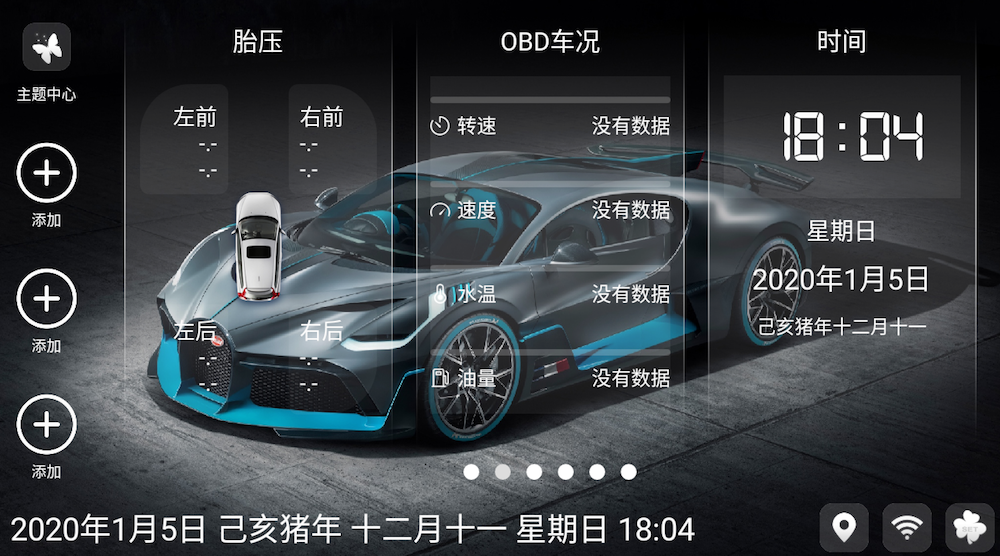 主题中心
添加
添加
添加
胎压
左前
-.-
-.-
右前
-.-
-.-
左后
-.-
-.-
右后
-.-
-.-
OBD车况
转速 没有数据
速度 没有数据
水温 没有数据
油量 没有数据
时间
18:04
星期日
2020年1月5日
己亥猪年十二月十一
2020年1月5日 己亥猪年 十二月十一 星期日 18:04